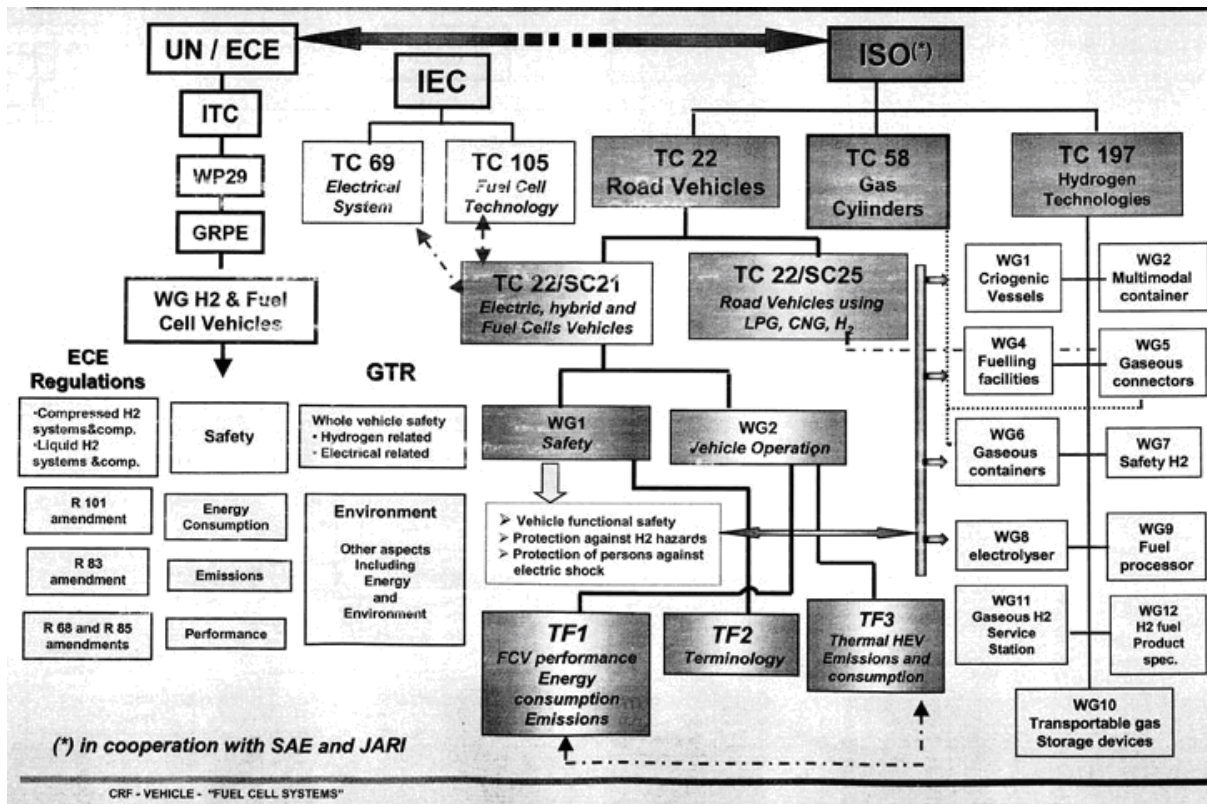 UN / ECE
ISO(*)
IEC
ITC
WP29
GRPE
WG H2 & Fuel
Cell Vehicles
TC 69
Electrical
System
TC 105
Fuel Cell
Technology
TC 22
Road Vehicles
TC 58
Gas
Cylinders
TC 197
Hydrogen
Technologies
TC 22/SC21
Electric, hybrid and
Fuel Cells Vehicles
TC 22/SC25
Road Vehicles using
LPG, CNG, H2
WG1
Criogenic
Vessels
WG2
Multimodal
container
WG4
Fuelling
facilities
WG5
Gaseous
connectors
WG6
Gaseous
containers
WG7
Safety H2
WG8
electrolyser
WG9
Fuel
processor
WG11
Gaseous H2
Service
Station
WG12
H2 fuel
Product
spec.
WG10
Transportable gas
Storage devices
ECE
Regulations
•Compressed H2
systems&comp.
•Liquid H2
systems &comp.
R 101
amendment
R 83
amendment
R 68 and R 85
amendments
Safety
Energy
Consumption
Emissions
Performance
GTR
Whole vehicle safety
• Hydrogen related
• Electrical related
Environment
Other aspects
Including
Energy
and
Environment
WG1
Safety
WG2
Vehicle Operation
➢ Vehicle functional safety
➢ Protection against H2 hazards
➢ Protection of persons against
electric shock
TF1
FCV performance
Energy
consumption
Emissions
TF2
Terminology
TF3
Thermal HEV
Emissions and
consumption
(*) in cooperation with SAE and JARI
CRF - VEHICLE - "FUEL CELL SYSTEMS"